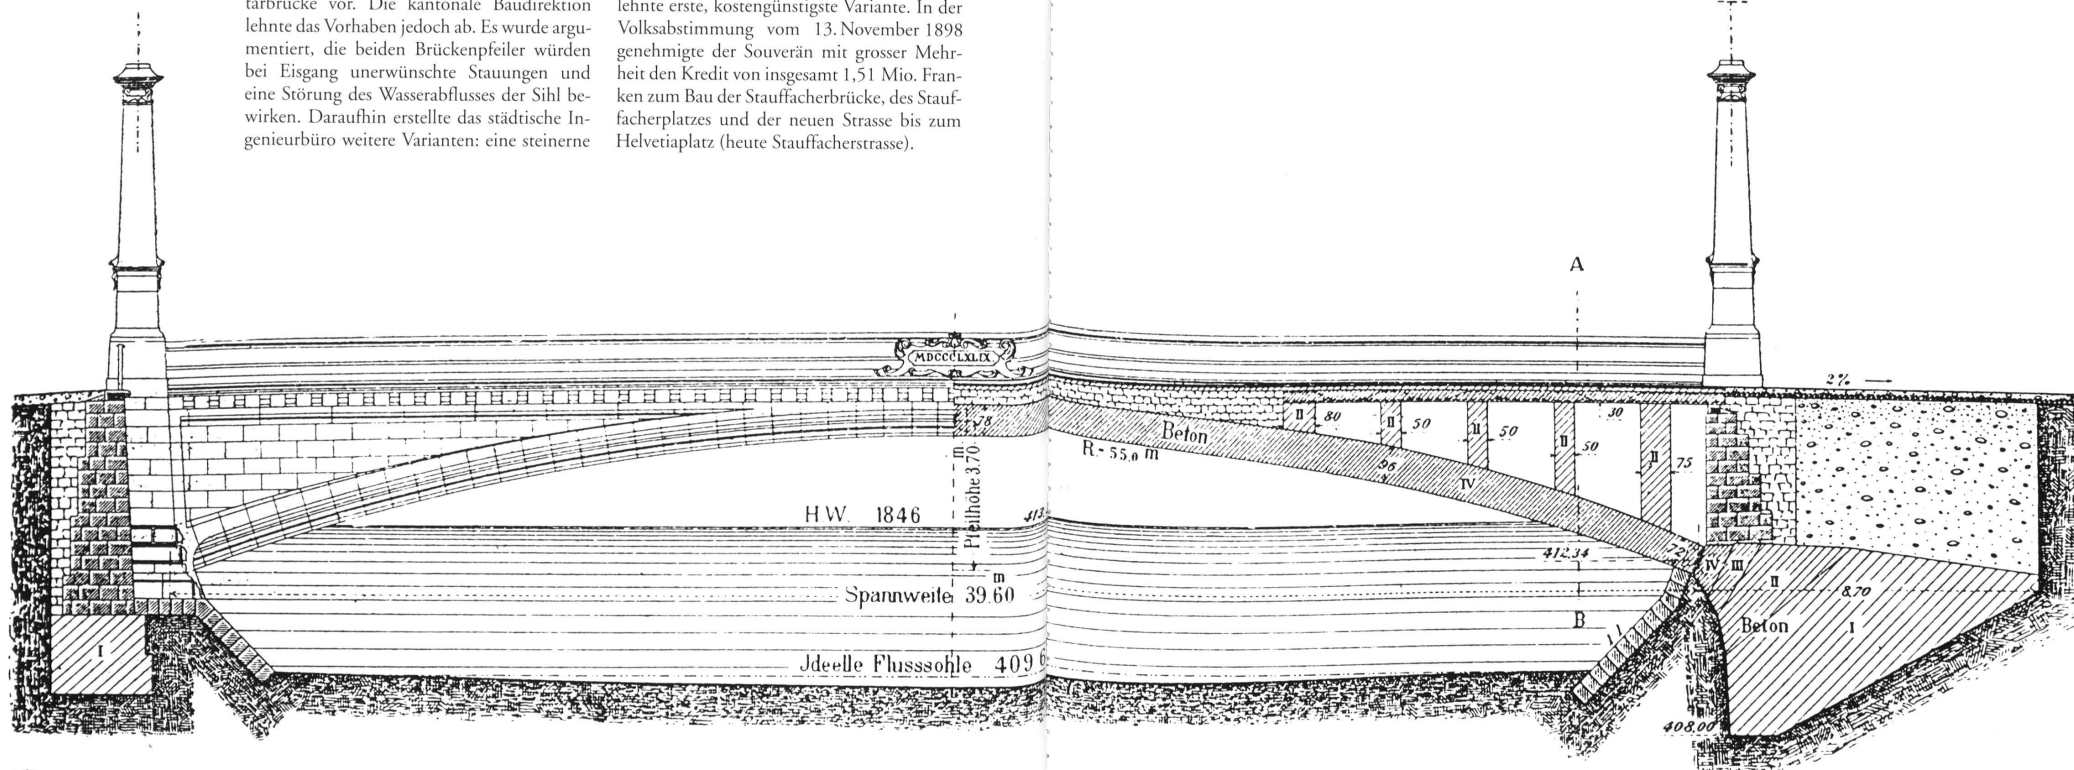 tarbrücke vor. Die kantonale Baudirektion
lehnte das Vorhaben jedoch ab. Es wurde argu-
mentiert, die beiden Brückenpfeiler würden
bei Eisgang unerwünschte Stauungen und
eine Störung des Wasserabflusses der Sihl be-
wirken. Daraufhin erstellte das städtische In-
genieurbüro weitere Varianten: eine steinerne
lehnte erste, kostengünstigste Variante. In der
Volksabstimmung vom 13. November 1898
genehmigte der Souverän mit grosser Mehr-
heit den Kredit von insgesamt 1,51 Mio. Fran-
ken zum Bau der Stauffacherbrücke, des Stauf-
facherplatzes und der neuen Strasse bis zum
Helvetiaplatz (heute Stauffacherstrasse).
A
MDCCCLXLIX
2%
II 80
II 50
II 50
II 50
30
II 75
78
Beton
R = 55,0 m
96
IV
Pfeilhöhe 3.70 m
H.W. 1846
413.
412,34
72
IV III II
8,70
Spannweite 39.60 m
B
Beton
I
I
Jdeelle Flusssohle 409.6
408,00